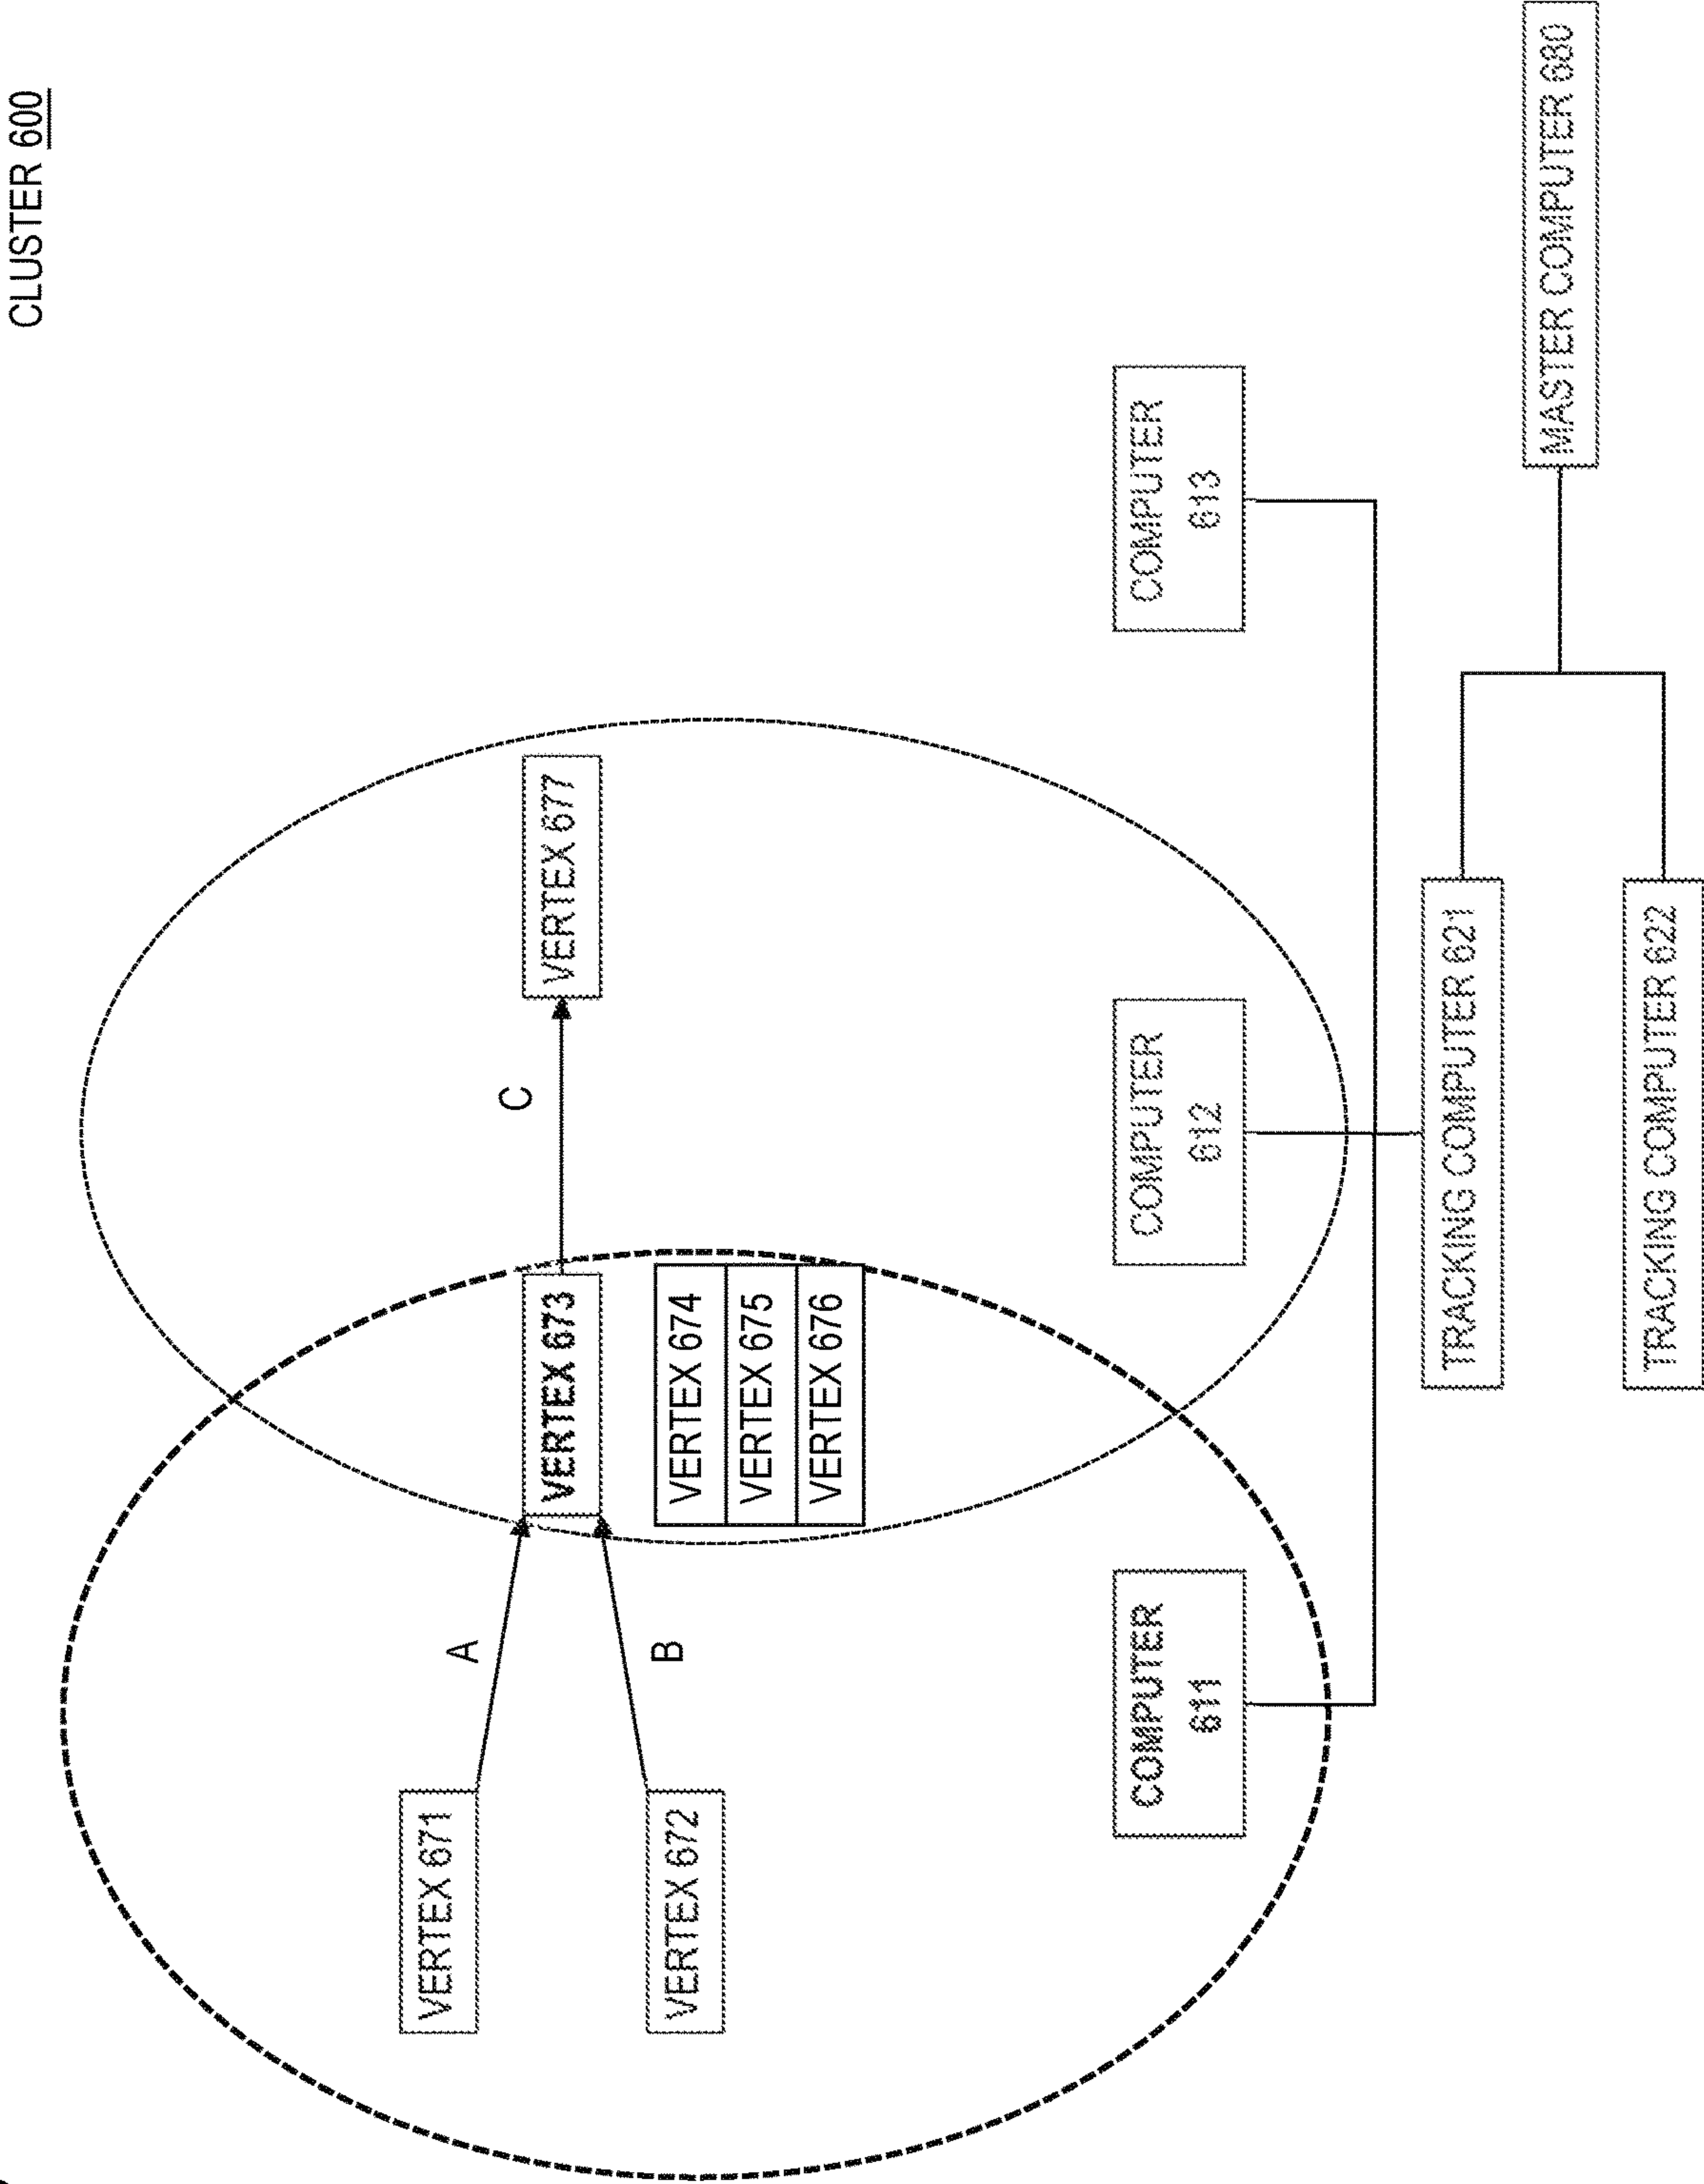 CLUSTER 600
VERTEX 671
A
VERTEX 673
C
VERTEX 677
VERTEX 672
B
VERTEX 674
VERTEX 675
VERTEX 676
COMPUTER
611
COMPUTER
612
COMPUTER
613
TRACKING COMPUTER 621
MASTER COMPUTER 680
TRACKING COMPUTER 622